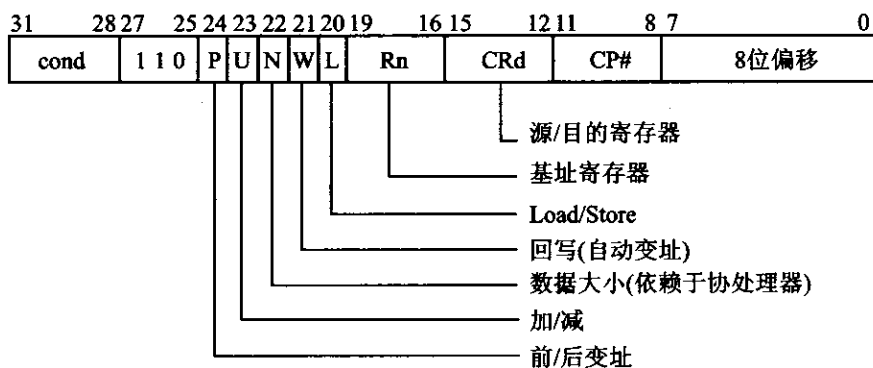 31 28 27 25 24 23 22 21 20 19 16 15 12 11 8 7 0
cond 1 1 0 P U N W L Rn CRd CP# 8位偏移
源/目的寄存器
基址寄存器
Load/Store
回写(自动变址)
数据大小(依赖于协处理器)
加/减
前/后变址